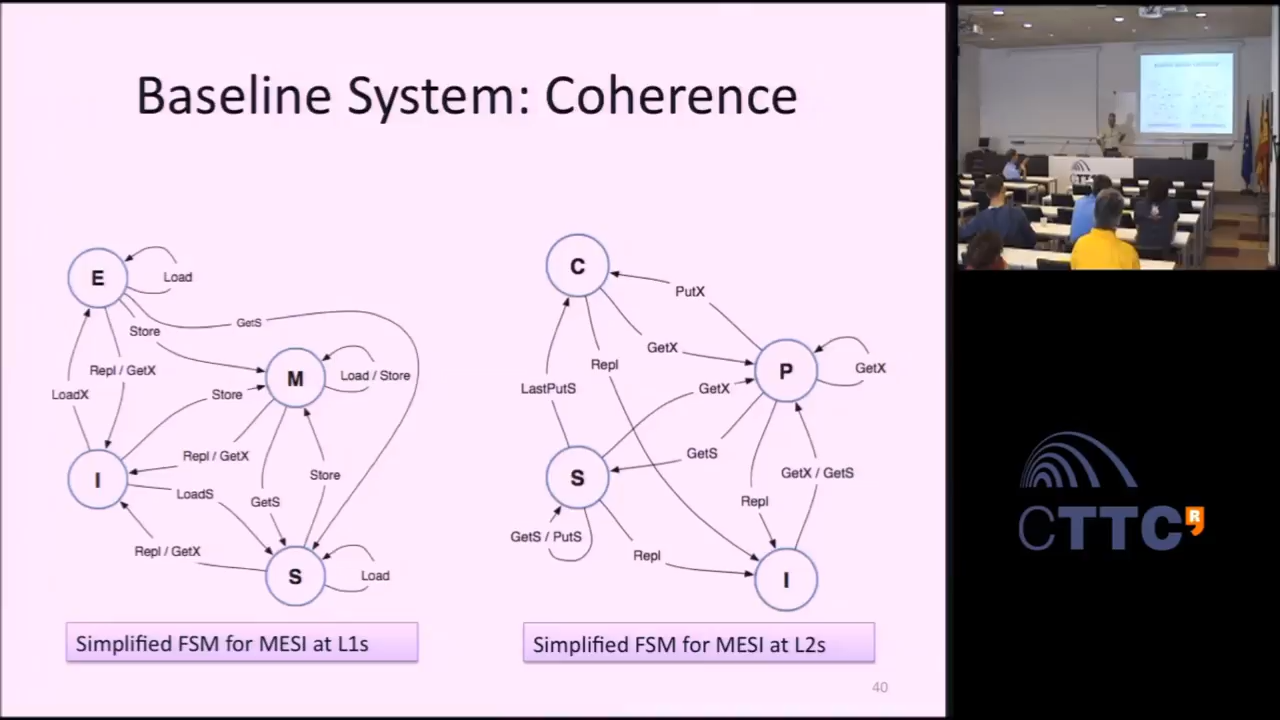 Baseline System: Coherence
E
Load
GetS
Store
Repl / GetX
LoadX
M
Load / Store
Store
Repl / GetX
I
LoadS
GetS
Store
Repl / GetX
S
Load
C
PutX
GetX
Repl
P
GetX
LastPutS
GetX
GetS
S
GetX / GetS
Repl
GetS / PutS
Repl
I
Simplified FSM for MESI at L1s
Simplified FSM for MESI at L2s
40
CTTC
R